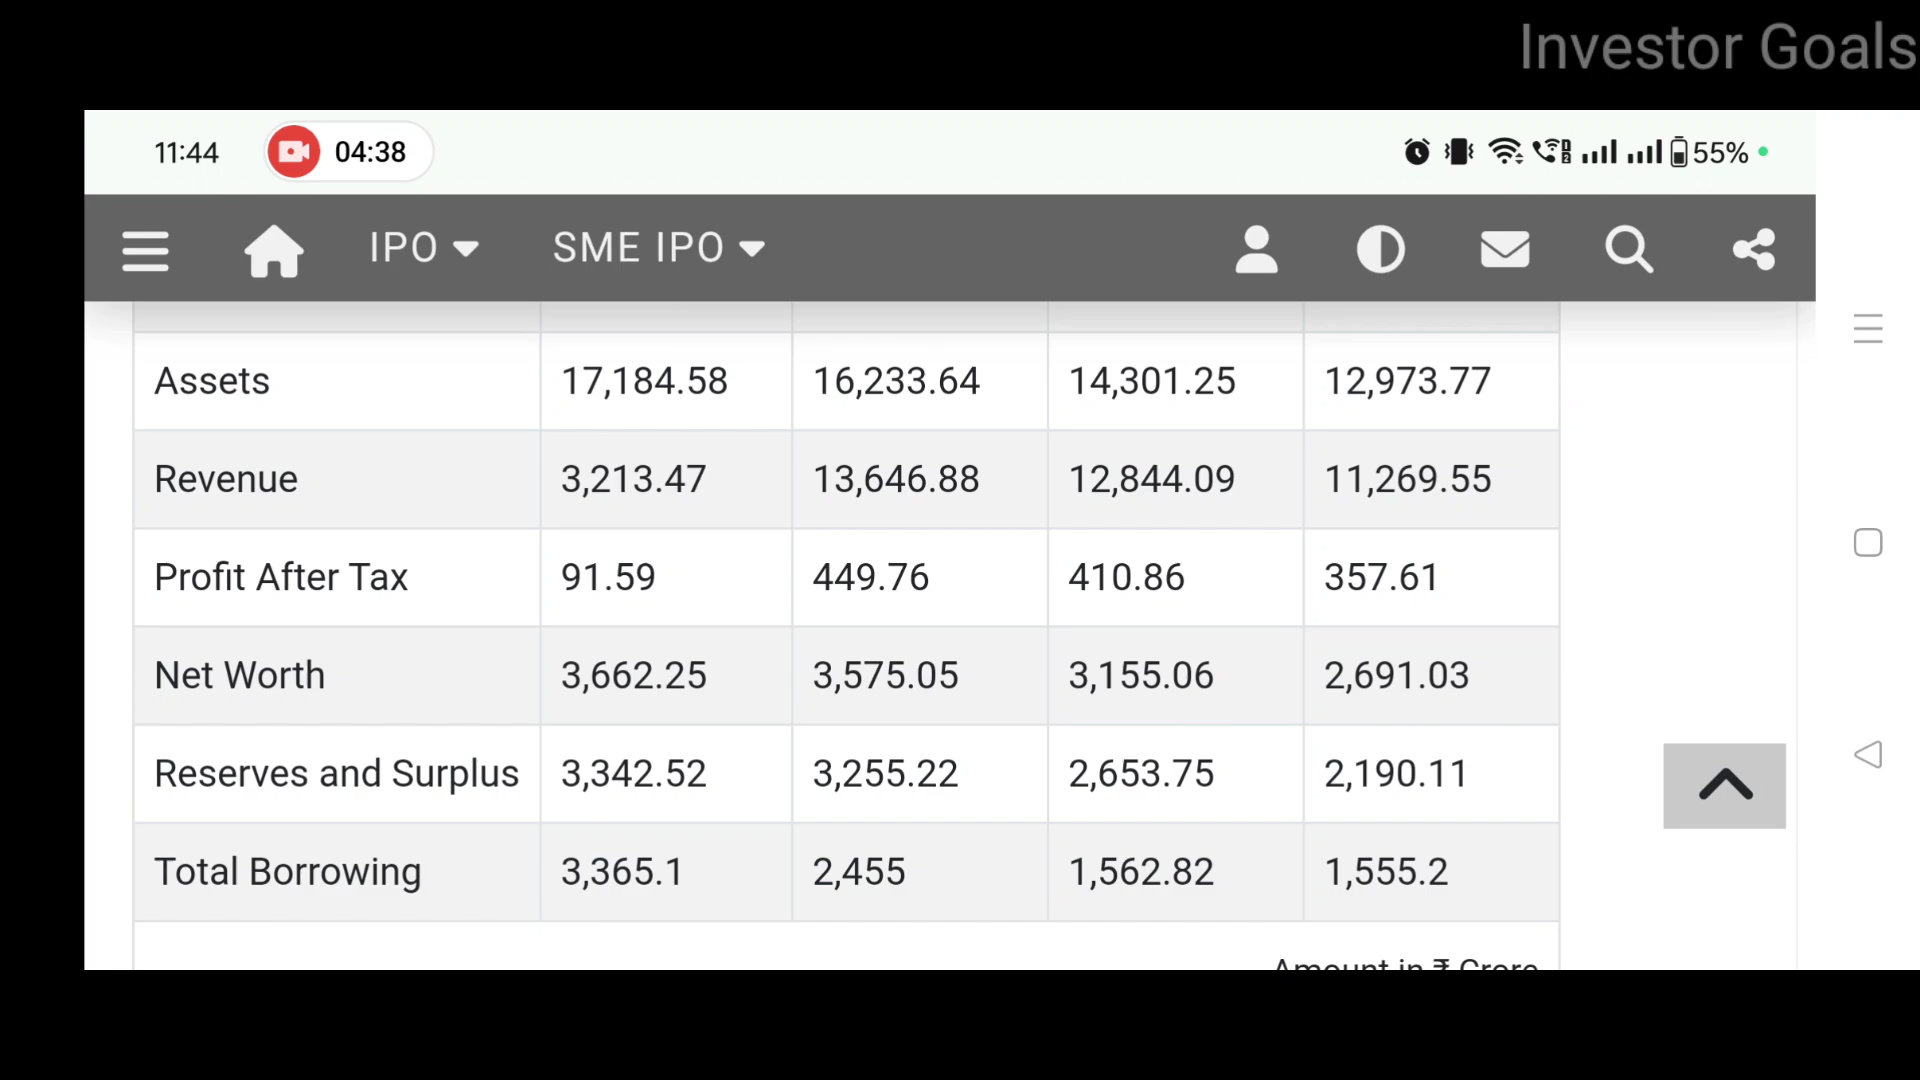 Investor Goals
11:44 04:38 55%
IPO SME IPO
Assets 17,184.58 16,233.64 14,301.25 12,973.77
Revenue 3,213.47 13,646.88 12,844.09 11,269.55
Profit After Tax 91.59 449.76 410.86 357.61
Net Worth 3,662.25 3,575.05 3,155.06 2,691.03
Reserves and Surplus 3,342.52 3,255.22 2,653.75 2,190.11
Total Borrowing 3,365.1 2,455 1,562.82 1,555.2
Amount in ₹ Crore